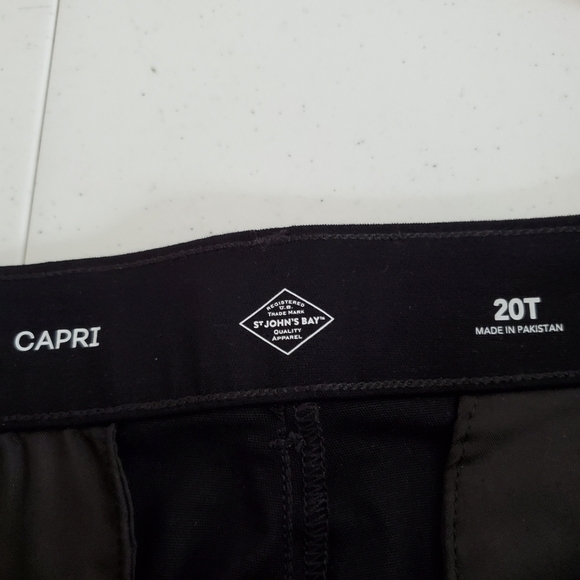 CAPRI
REGISTERED
U.S.
TRADE MARK
ST JOHN'S BAY™
QUALITY
APPAREL
20T
MADE IN PAKISTAN